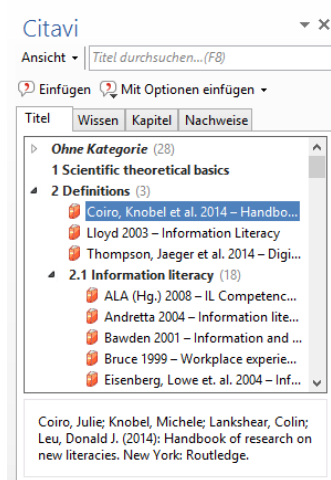 Citavi
Ansicht
Titel durchsuchen...(F8)
Einfügen
Mit Optionen einfügen
Titel
Wissen
Kapitel
Nachweise
Ohne Kategorie (28)
1 Scientific theoretical basics
2 Definitions (3)
Coiro, Knobel et al. 2014 – Handbo...
Lloyd 2003 – Information Literacy
Thompson, Jaeger et al. 2014 – Digi...
2.1 Information literacy (18)
ALA (Hg.) 2008 – IL Competenc...
Andretta 2004 – Information lite...
Bawden 2001 – Information and ...
Bruce 1999 – Workplace experie...
Eisenberg, Lowe et. al. 2004 – Inf...
Coiro, Julie; Knobel, Michele; Lankshear, Colin;
Leu, Donald J. (2014): Handbook of research on
new literacies. New York: Routledge.